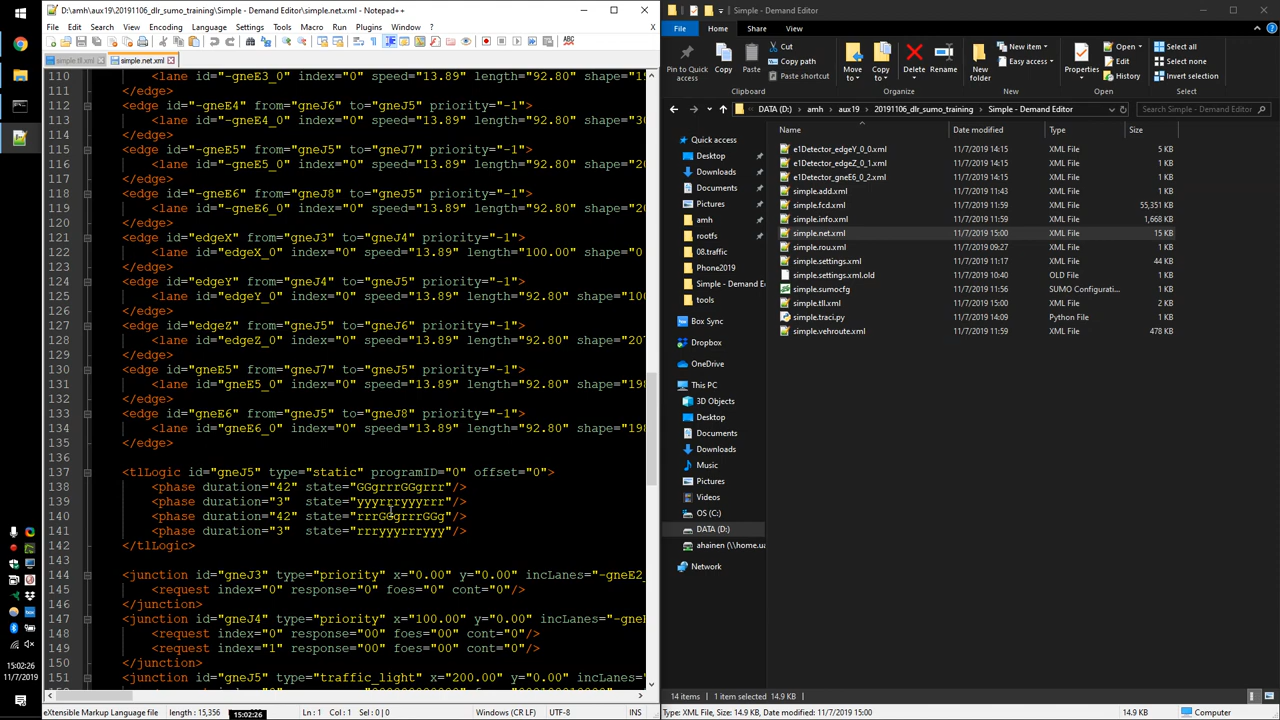 D:\amh\aux19\20191106_dlr_sumo_training\Simple - Demand Editor\simple.net.xml - Notepad++
File Edit Search View Encoding Language Settings Tools Macro Run Plugins Window ?
simple.tll.xml simple.net.xml
110 <lane id="-gneE3_0" index="0" speed="13.89" length="92.80" shape="19
111 </edge>
112 <edge id="-gneE4" from="gneJ6" to="gneJ5" priority="-1">
113 <lane id="-gneE4_0" index="0" speed="13.89" length="92.80" shape="30
114 </edge>
115 <edge id="-gneE5" from="gneJ5" to="gneJ7" priority="-1">
116 <lane id="-gneE5_0" index="0" speed="13.89" length="92.80" shape="20
117 </edge>
118 <edge id="-gneE6" from="gneJ8" to="gneJ5" priority="-1">
119 <lane id="-gneE6_0" index="0" speed="13.89" length="92.80" shape="20
120 </edge>
121 <edge id="edgeX" from="gneJ3" to="gneJ4" priority="-1">
122 <lane id="edgeX_0" index="0" speed="13.89" length="100.00" shape="0
123 </edge>
124 <edge id="edgeY" from="gneJ4" to="gneJ5" priority="-1">
125 <lane id="edgeY_0" index="0" speed="13.89" length="92.80" shape="100
126 </edge>
127 <edge id="edgeZ" from="gneJ5" to="gneJ6" priority="-1">
128 <lane id="edgeZ_0" index="0" speed="13.89" length="92.80" shape="207
129 </edge>
130 <edge id="gneE5" from="gneJ7" to="gneJ5" priority="-1">
131 <lane id="gneE5_0" index="0" speed="13.89" length="92.80" shape="198
132 </edge>
133 <edge id="gneE6" from="gneJ5" to="gneJ8" priority="-1">
134 <lane id="gneE6_0" index="0" speed="13.89" length="92.80" shape="198
135 </edge>
136
137 <tlLogic id="gneJ5" type="static" programID="0" offset="0">
138 <phase duration="42" state="GGgrrrGGgrrr"/>
139 <phase duration="3" state="yyyrrryyyrrr"/>
140 <phase duration="42" state="rrrGGgrrrGGg"/>
141 <phase duration="3" state="rrryyyrrryyy"/>
142 </tlLogic>
143
144 <junction id="gneJ3" type="priority" x="0.00" y="0.00" incLanes="-gneE2_
145 <request index="0" response="0" foes="0" cont="0"/>
146 </junction>
147 <junction id="gneJ4" type="priority" x="100.00" y="0.00" incLanes="-gneE
148 <request index="0" response="00" foes="00" cont="0"/>
149 <request index="1" response="00" foes="00" cont="0"/>
150 </junction>
151 <junction id="gneJ5" type="traffic_light" x="200.00" y="0.00" incLanes="
eXtensible Markup Language file length : 15,356 Ln : 1 Col : 1 Sel : 0 | 0 Windows (CR LF) UTF-8 INS
15:02:26
15:02:26
11/7/2019
Simple - Demand Editor
File Home Share View
Pin to Quick Access
Copy
Paste
Cut
Copy path
Clipboard
Move to
Copy to
Delete
Rename
Organize
New folder
New item
Easy access
New
Properties
Open
Edit
History
Open
Select all
Select none
Invert selection
Select
DATA (D:) amh aux19 20191106_dlr_sumo_training Simple - Demand Editor
Search Simple - Demand Editor
Quick access
Desktop
Downloads
Documents
Pictures
amh
rootfs
08.traffic
Phone2019
Simple - Demand E
tools
Box Sync
Dropbox
OneDrive
This PC
3D Objects
Desktop
Documents
Downloads
Music
Pictures
Videos
OS (C:)
DATA (D:)
ahainen (\\home.ua
Network
Name Date modified Type Size
e1Detector_edgeY_0_0.xml 11/7/2019 14:15 XML File 5 KB
e1Detector_edgeZ_0_1.xml 11/7/2019 14:15 XML File 1 KB
e1Detector_gneE6_0_2.xml 11/7/2019 14:15 XML File 1 KB
simple.add.xml 11/7/2019 11:43 XML File 1 KB
simple.fcd.xml 11/7/2019 11:59 XML File 55,351 KB
simple.info.xml 11/7/2019 11:59 XML File 1,668 KB
simple.net.xml 11/7/2019 15:00 XML File 15 KB
simple.rou.xml 11/7/2019 09:27 XML File 1 KB
simple.settings.xml 11/7/2019 11:17 XML File 44 KB
simple.settings.xml.old 11/7/2019 10:40 OLD File 1 KB
simple.sumocfg 11/7/2019 11:56 SUMO Configurati... 1 KB
simple.tll.xml 11/7/2019 15:00 XML File 2 KB
simple.traci.py 11/7/2019 14:09 Python File 1 KB
simple.vehroute.xml 11/7/2019 11:59 XML File 478 KB
14 items 1 item selected 14.9 KB
Type: XML File, Size: 14.9 KB, Date modified: 11/7/2019 15:00 14.9 KB Computer